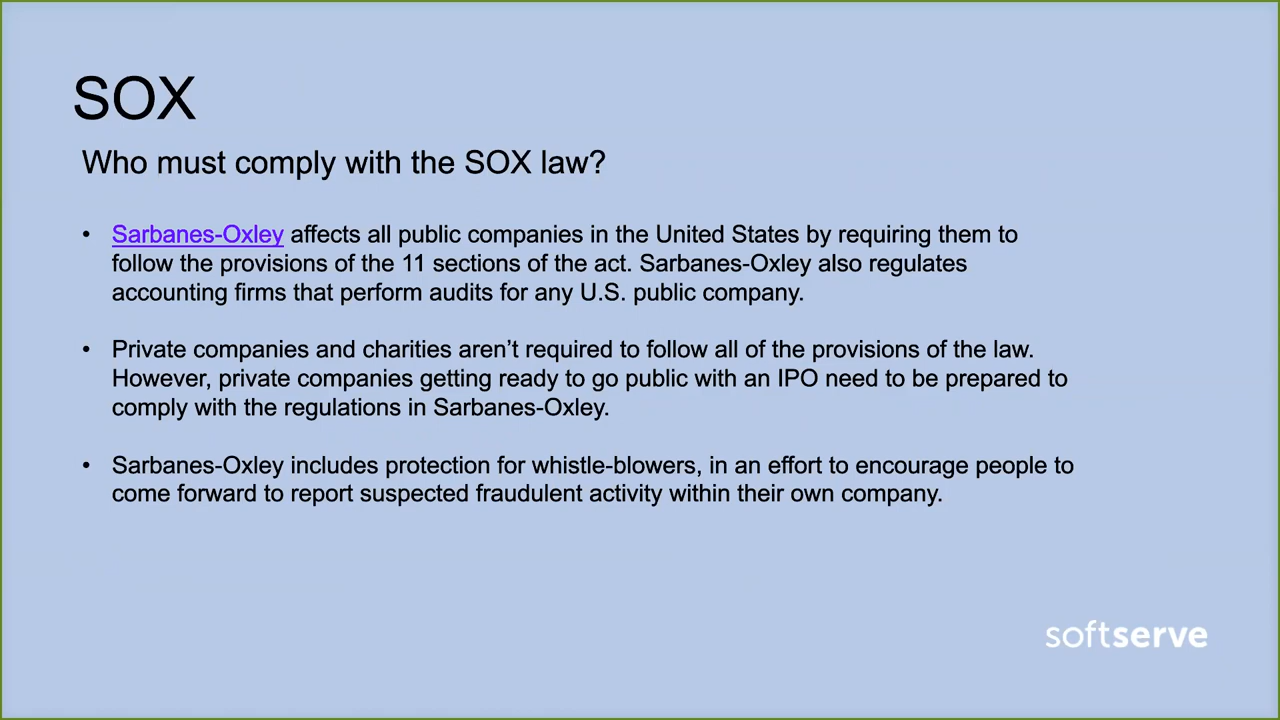 SOX
Who must comply with the SOX law?
• Sarbanes-Oxley affects all public companies in the United States by requiring them to
follow the provisions of the 11 sections of the act. Sarbanes-Oxley also regulates
accounting firms that perform audits for any U.S. public company.
• Private companies and charities aren’t required to follow all of the provisions of the law.
However, private companies getting ready to go public with an IPO need to be prepared to
comply with the regulations in Sarbanes-Oxley.
• Sarbanes-Oxley includes protection for whistle-blowers, in an effort to encourage people to
come forward to report suspected fraudulent activity within their own company.
softserve